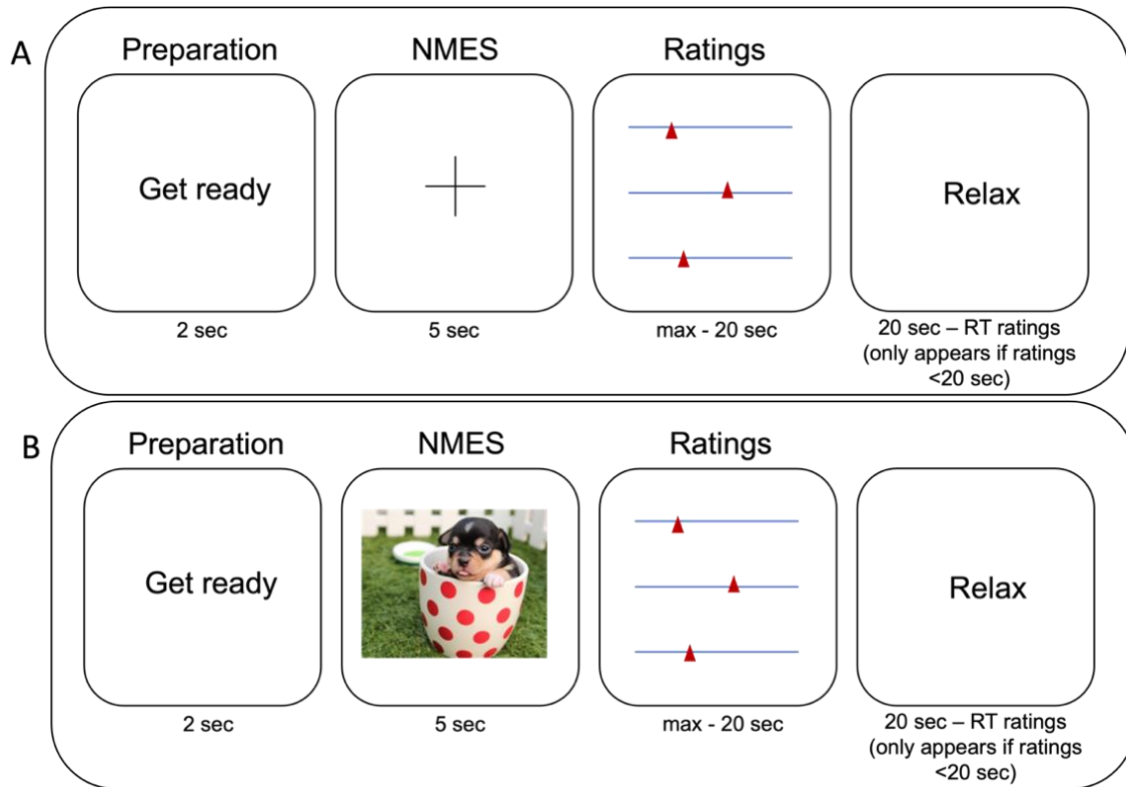 A
Preparation
NMES
Ratings
Get ready
Relax
2 sec
5 sec
max - 20 sec
20 sec – RT ratings
(only appears if ratings
<20 sec)
B
Preparation
NMES
Ratings
Get ready
Relax
2 sec
5 sec
max - 20 sec
20 sec – RT ratings
(only appears if ratings
<20 sec)